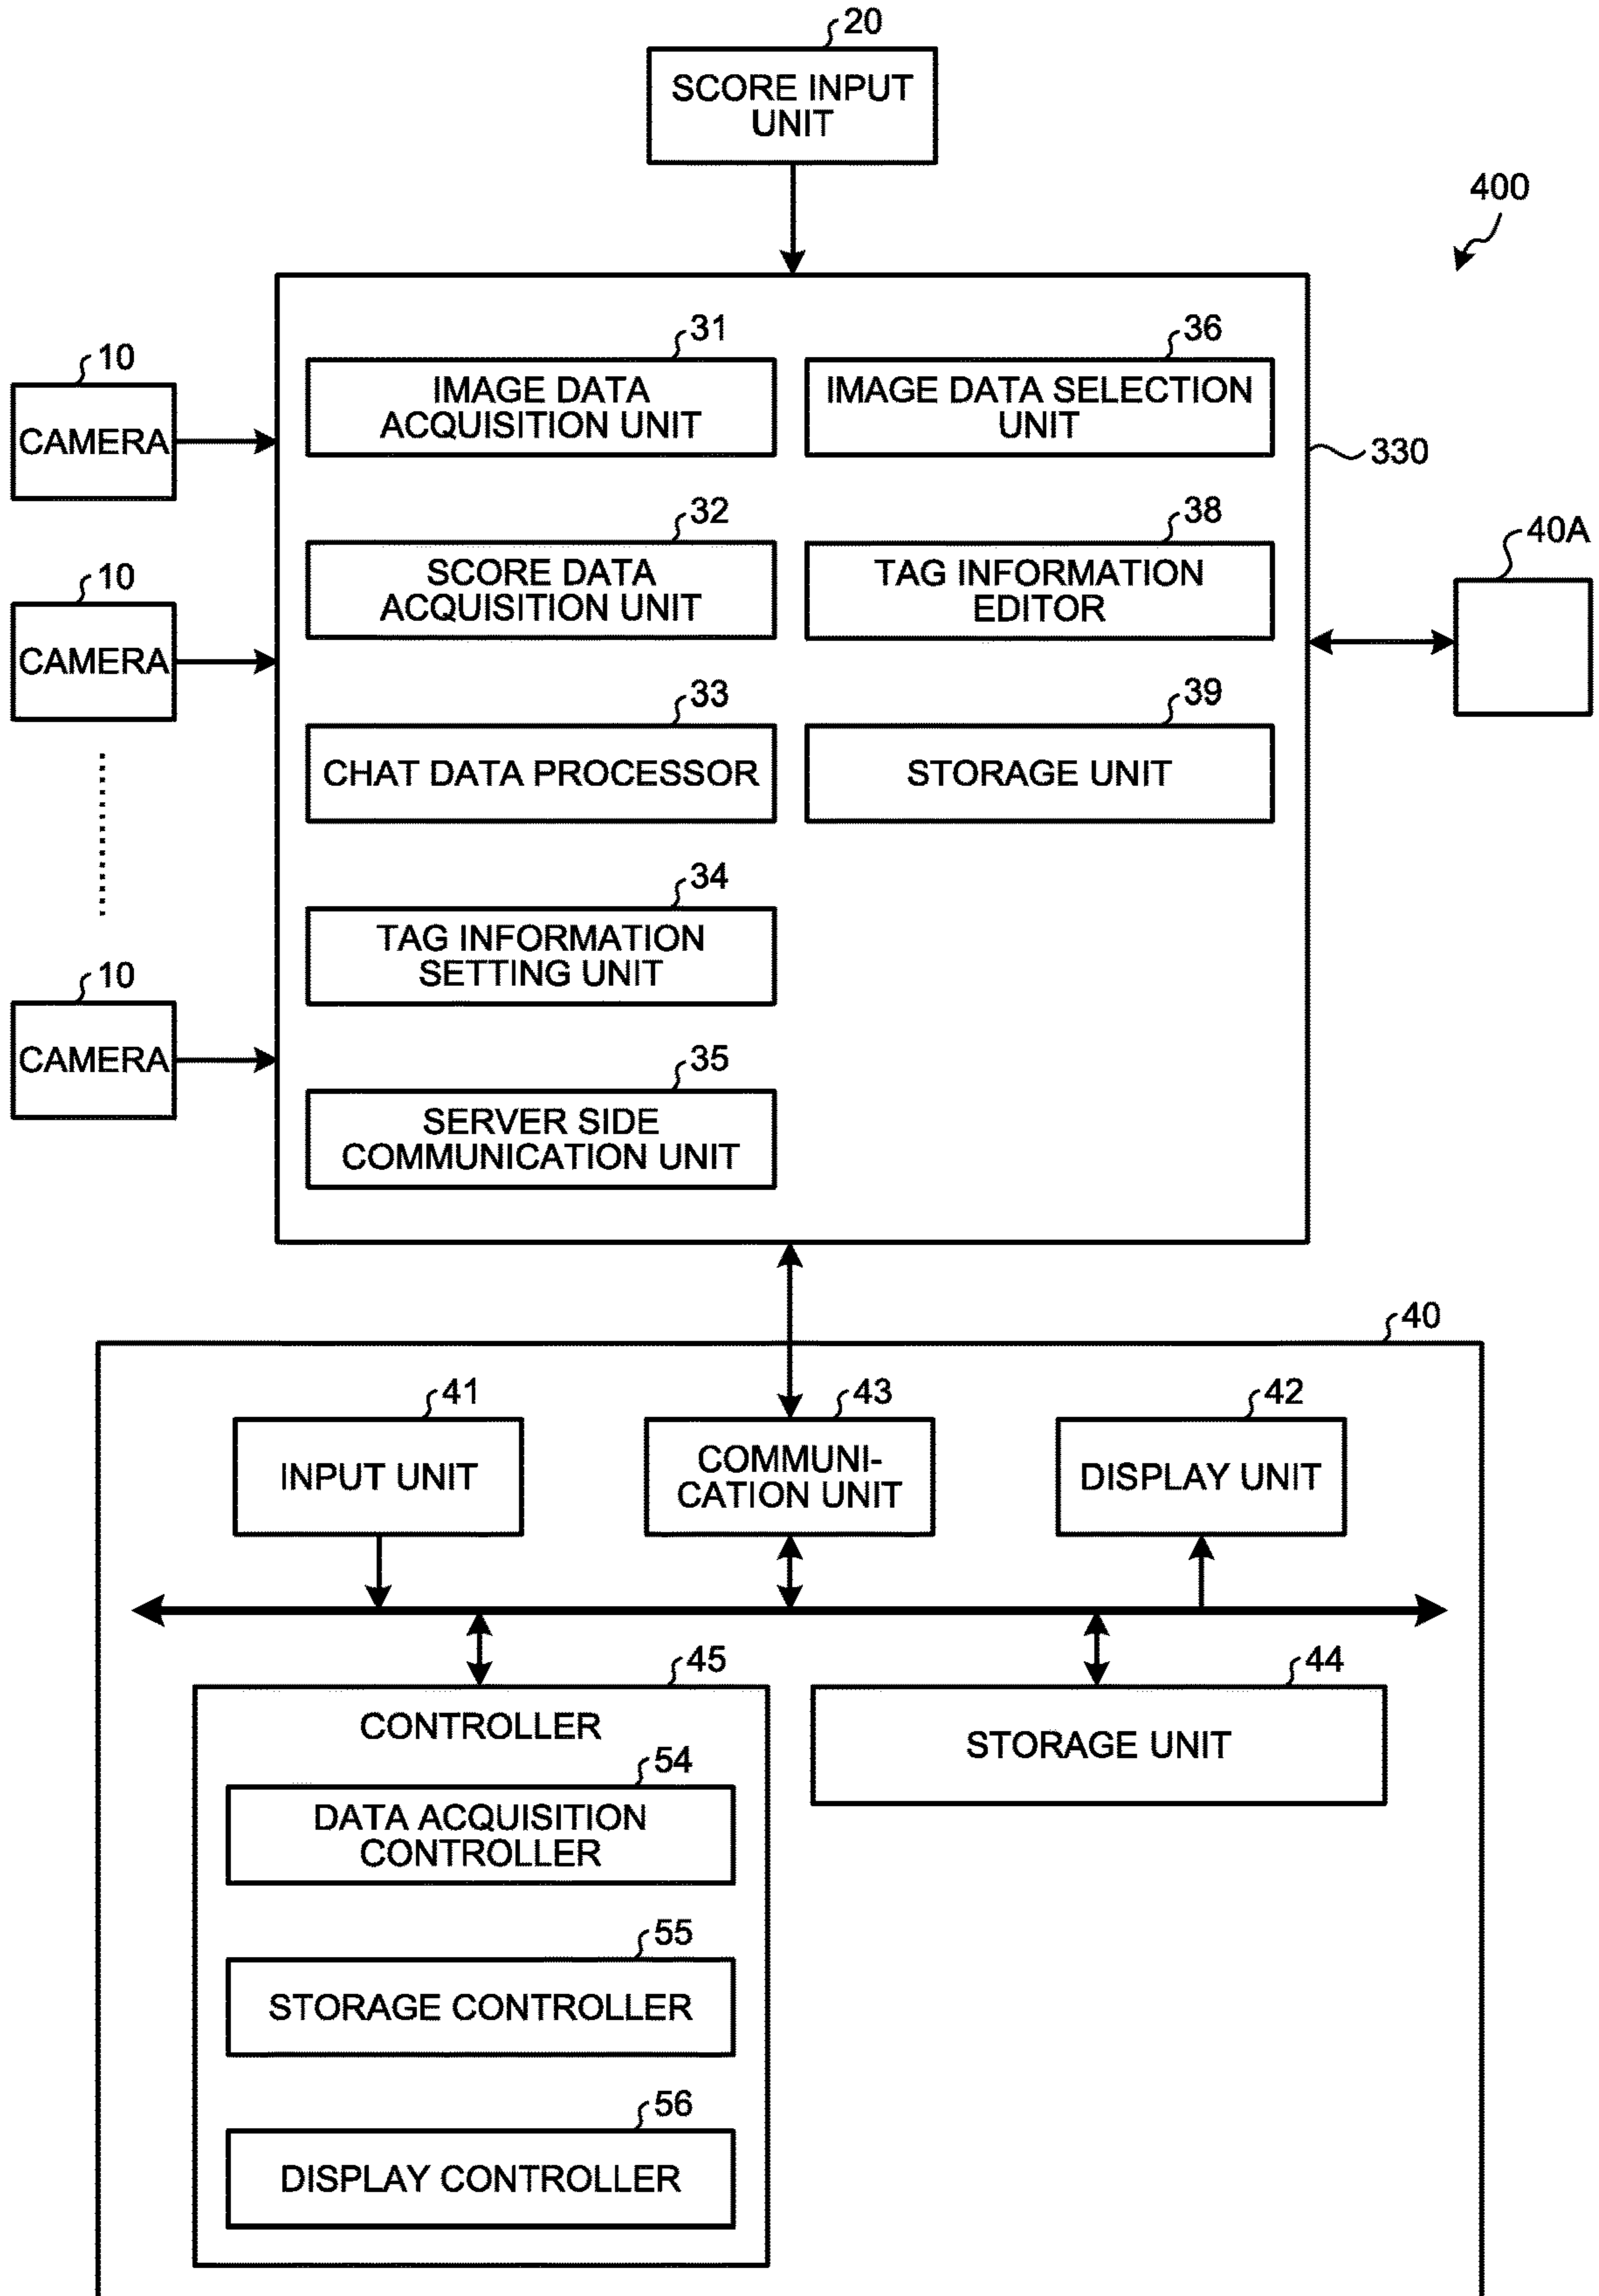 20
SCORE INPUT
UNIT
400
31
IMAGE DATA
ACQUISITION UNIT
36
IMAGE DATA SELECTION
UNIT
10
CAMERA
330
32
SCORE DATA
ACQUISITION UNIT
38
TAG INFORMATION
EDITOR
40A
10
CAMERA
33
CHAT DATA PROCESSOR
39
STORAGE UNIT
34
TAG INFORMATION
SETTING UNIT
10
CAMERA
35
SERVER SIDE
COMMUNICATION UNIT
40
41
INPUT UNIT
43
COMMUNI-
CATION UNIT
42
DISPLAY UNIT
45
CONTROLLER
44
STORAGE UNIT
54
DATA ACQUISITION
CONTROLLER
55
STORAGE CONTROLLER
56
DISPLAY CONTROLLER